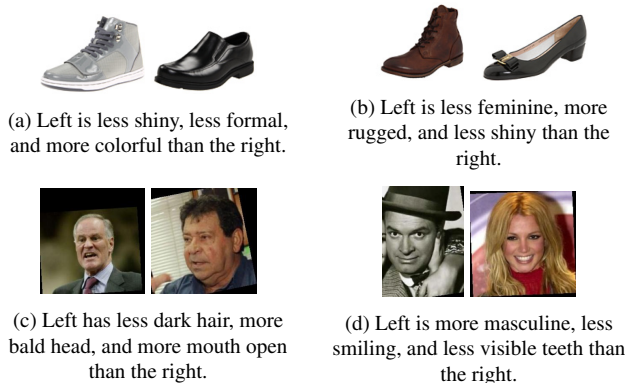 (a) Left is less shiny, less formal,
and more colorful than the right.
(b) Left is less feminine, more
rugged, and less shiny than the
right.
(c) Left has less dark hair, more
bald head, and more mouth open
than the right.
(d) Left is more masculine, less
smiling, and less visible teeth than
the right.